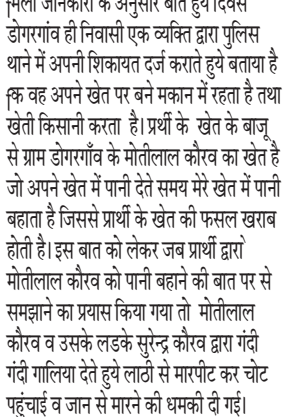 मिली जानकारी के अनुसार बीते हुये दिवस
डोगरगांव ही निवासी एक व्यक्ति द्वारा पुलिस
थाने में अपनी शिकायत दर्ज कराते हुये बताया है
कि वह अपने खेत पर बने मकान में रहता है तथा
खेती किसानी करता है। प्रर्थी के खेत के बाजू
से ग्राम डोगरगाँव के मोतीलाल कौरव का खेत है
जो अपने खेत में पानी देते समय मेरे खेत में पानी
बहाता है जिससे प्रार्थी के खेत की फसल खराब
होती है। इस बात को लेकर जब प्रार्थी द्वारा
मोतीलाल कौरव को पानी बहाने की बात पर से
समझाने का प्रयास किया गया तो मोतीलाल
कौरव व उसके लडके सुरेन्द्र कौरव द्वारा गंदी
गंदी गालिया देते हुये लाठी से मारपीट कर चोट
पहुंचाई व जान से मारने की धमकी दी गई।